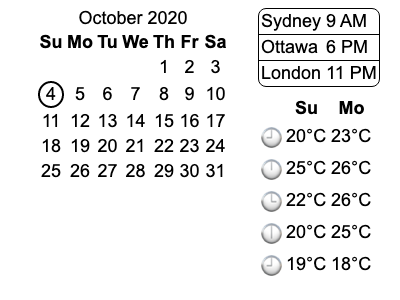 October 2020
Su Mo Tu We Th Fr Sa
1 2 3
4 5 6 7 8 9 10
11 12 13 14 15 16 17
18 19 20 21 22 23 24
25 26 27 28 29 30 31
Sydney 9 AM
Ottawa 6 PM
London 11 PM
Su Mo
20°C 23°C
25°C 26°C
22°C 26°C
20°C 25°C
19°C 18°C